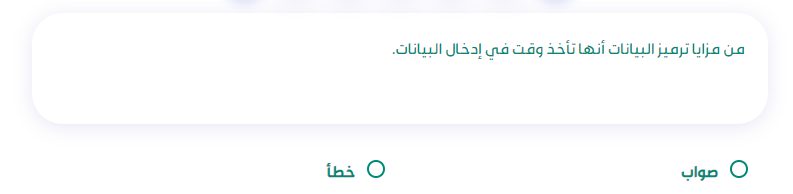 من مزايا ترميز البيانات أنها تأخذ وقت في إدخال البيانات.
صواب
خطأ